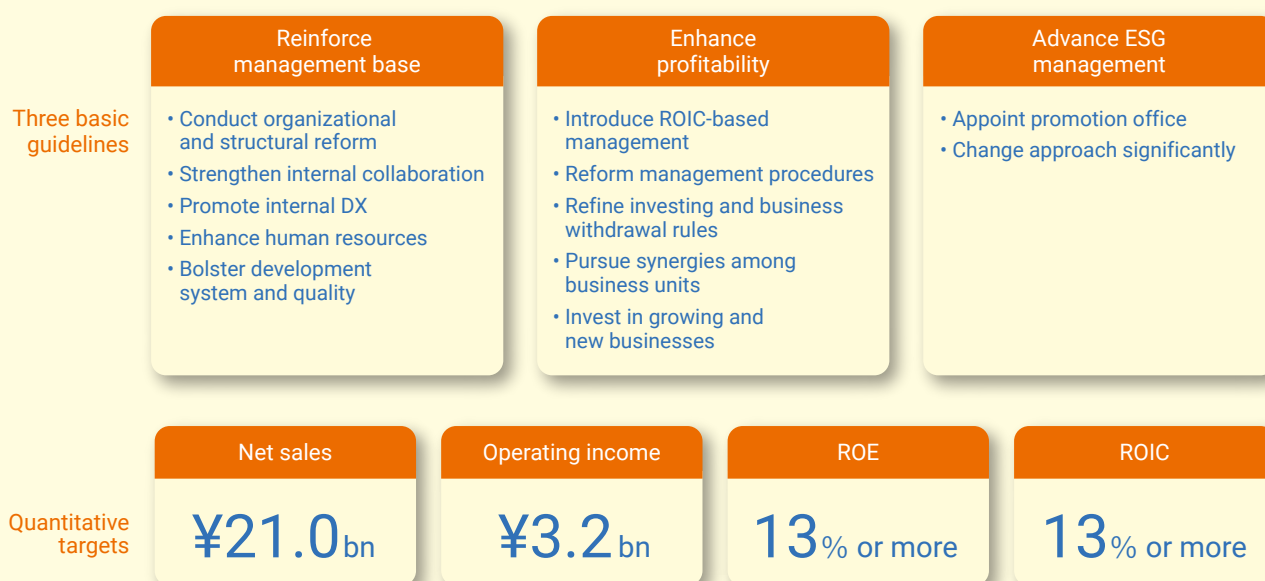 Three basic
guidelines
Reinforce
management base
• Conduct organizational
and structural reform
• Strengthen internal collaboration
• Promote internal DX
• Enhance human resources
• Bolster development
system and quality
Enhance
profitability
• Introduce ROIC-based
management
• Reform management procedures
• Refine investing and business
withdrawal rules
• Pursue synergies among
business units
• Invest in growing and
new businesses
Advance ESG
management
• Appoint promotion office
• Change approach significantly
Quantitative
targets
Net sales
¥21.0 bn
Operating income
¥3.2 bn
ROE
13% or more
ROIC
13% or more